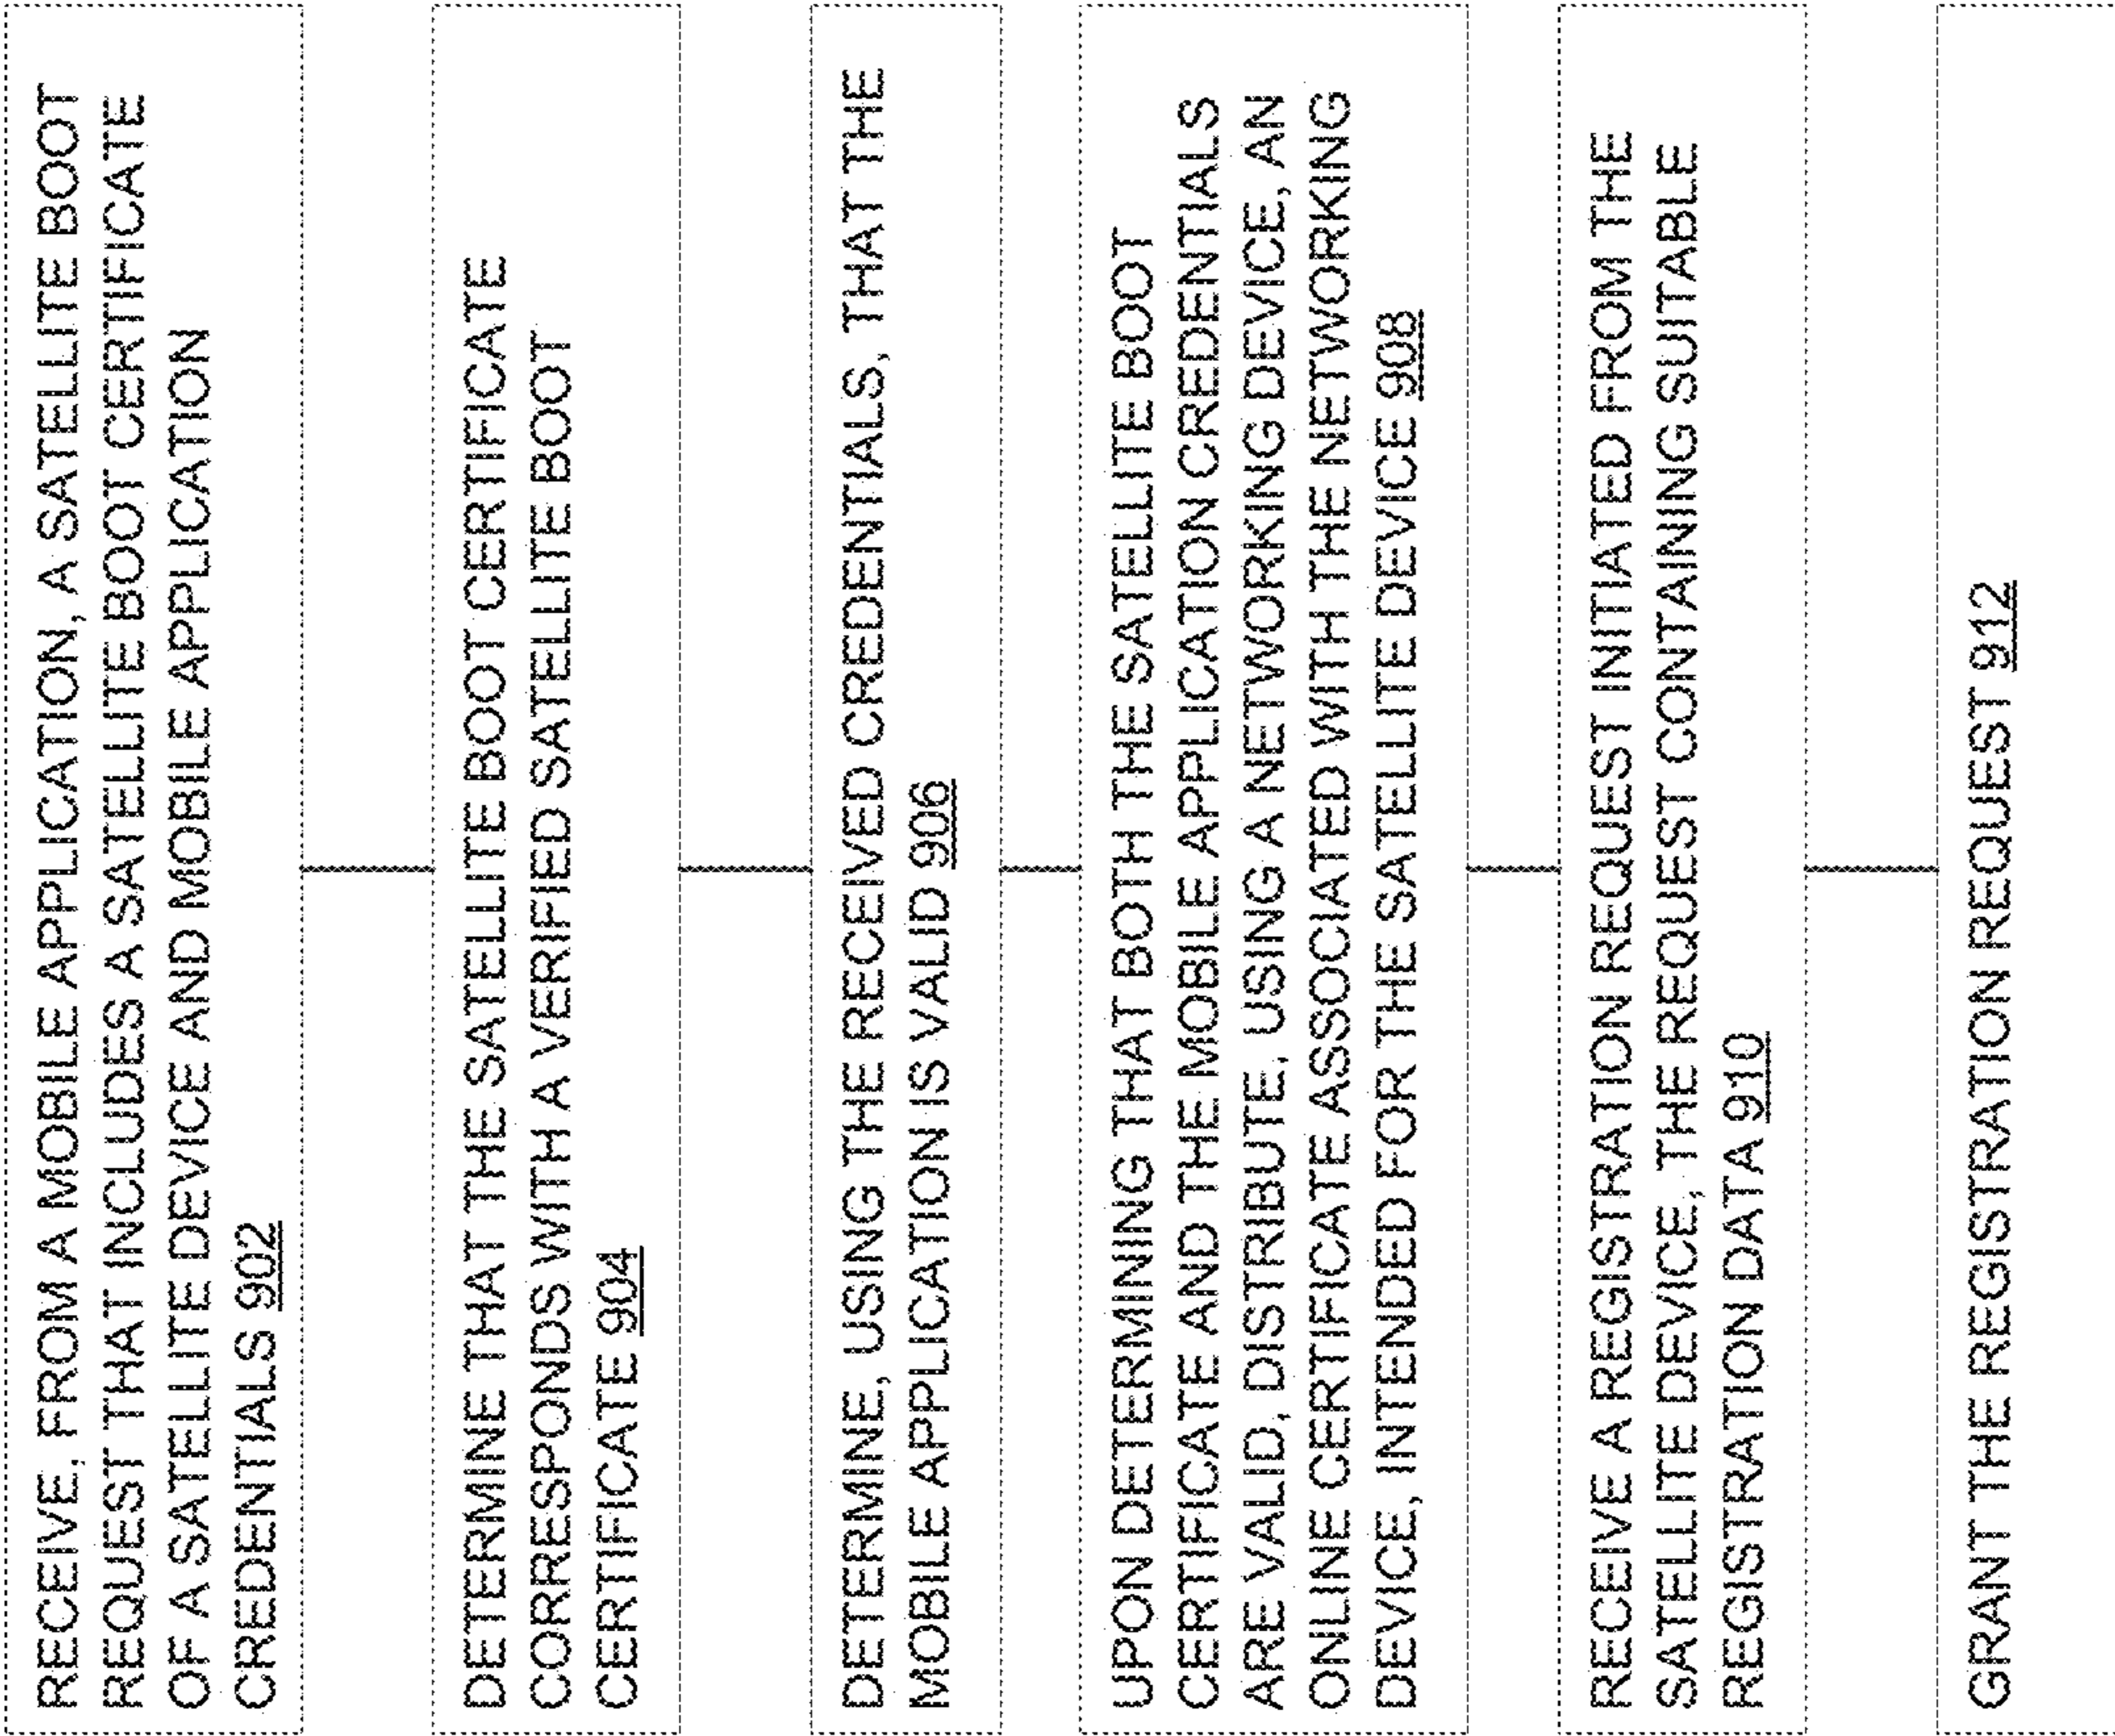 RECEIVE, FROM A MOBILE APPLICATION, A SATELLITE BOOT
REQUEST THAT INCLUDES A SATELLITE BOOT CERTIFICATE
OF A SATELLITE DEVICE AND MOBILE APPLICATION
CREDENTIALS 902
DETERMINE THAT THE SATELLITE BOOT CERTIFICATE
CORRESPONDS WITH A VERIFIED SATELLITE BOOT
CERTIFICATE 904
DETERMINE, USING THE RECEIVED CREDENTIALS, THAT THE
MOBILE APPLICATION IS VALID 906
UPON DETERMINING THAT BOTH THE SATELLITE BOOT
CERTIFICATE AND THE MOBILE APPLICATION CREDENTIALS
ARE VALID, DISTRIBUTE, USING A NETWORKING DEVICE, AN
ONLINE CERTIFICATE ASSOCIATED WITH THE NETWORKING
DEVICE, INTENDED FOR THE SATELLITE DEVICE 908
RECEIVE A REGISTRATION REQUEST INITIATED FROM THE
SATELLITE DEVICE, THE REQUEST CONTAINING SUITABLE
REGISTRATION DATA 910
GRANT THE REGISTRATION REQUEST 912